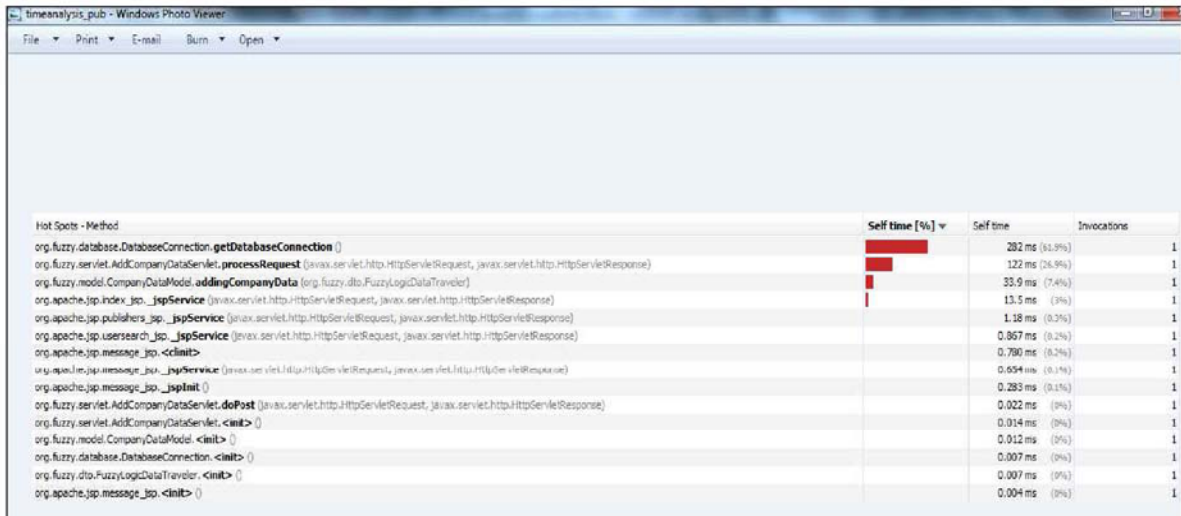 timeanalysis_pub - Windows Photo Viewer
File Print E-mail Burn Open
Hot Spots - Method Self time [%] Self time Invocations
org.fuzzy.database.DatabaseConnection.getDatabaseConnection () 282 ms (61.9%) 1
org.fuzzy.servlet.AddCompanyDataServlet.processRequest (javax.servlet.http.HttpServletRequest, javax.servlet.http.HttpServletResponse) 122 ms (26.9%) 1
org.fuzzy.model.CompanyDataModel.addingCompanyData (org.fuzzy.dto.FuzzyLogicDataTraveler) 33.9 ms (7.4%) 1
org.apache.jsp.index_jsp._jspService (javax.servlet.http.HttpServletRequest, javax.servlet.http.HttpServletResponse) 13.5 ms (3%) 1
org.apache.jsp.publishers_jsp._jspService (javax.servlet.http.HttpServletRequest, javax.servlet.http.HttpServletResponse) 1.18 ms (0.3%) 1
org.apache.jsp.usersearch_jsp._jspService (javax.servlet.http.HttpServletRequest, javax.servlet.http.HttpServletResponse) 0.867 ms (0.2%) 1
org.apache.jsp.message_jsp.<clinit> 0.780 ms (0.2%) 1
org.apache.jsp.message_jsp._jspService (javax.servlet.http.HttpServletRequest, javax.servlet.http.HttpServletResponse) 0.654 ms (0.1%) 1
org.apache.jsp.message_jsp._jspInit () 0.283 ms (0.1%) 1
org.fuzzy.servlet.AddCompanyDataServlet.doPost (javax.servlet.http.HttpServletRequest, javax.servlet.http.HttpServletResponse) 0.022 ms (0%) 1
org.fuzzy.servlet.AddCompanyDataServlet.<init> () 0.014 ms (0%) 1
org.fuzzy.model.CompanyDataModel.<init> () 0.012 ms (0%) 1
org.fuzzy.database.DatabaseConnection.<init> () 0.007 ms (0%) 1
org.fuzzy.dto.FuzzyLogicDataTraveler.<init> () 0.007 ms (0%) 1
org.apache.jsp.message_jsp.<init> () 0.004 ms (0%) 1